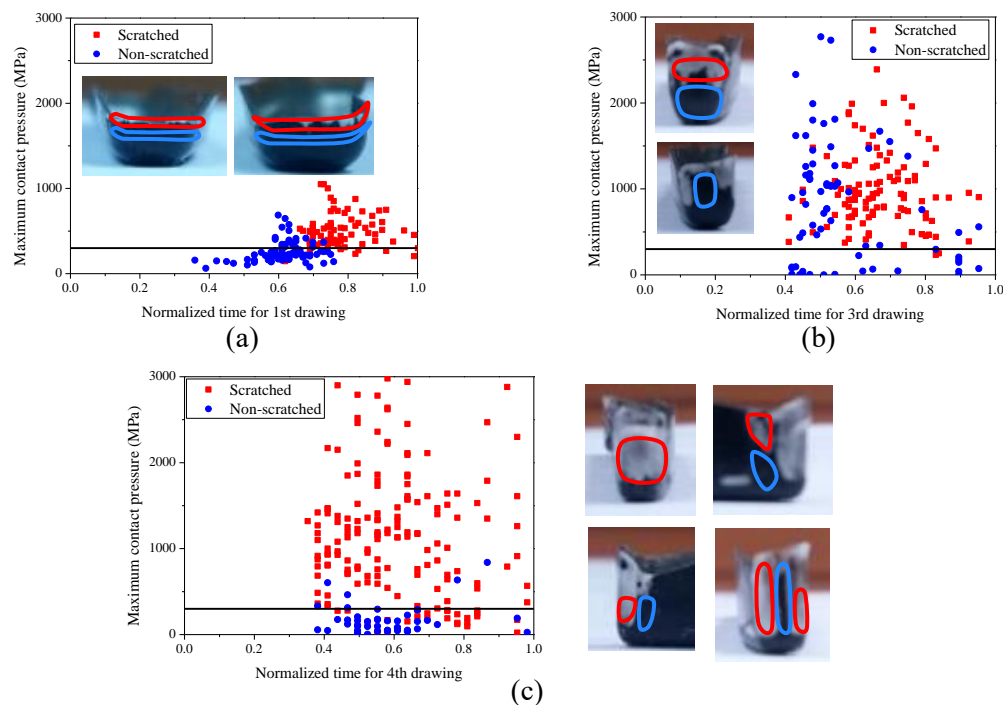 3000
Scratched
Non-scratched
2000
1000
0
0.0
0.2
0.4
0.6
0.8
1.0
Maximum contact pressure (MPa)
Normalized time for 1st drawing
(a)
3000
Scratched
Non-scratched
2000
1000
0
0.0
0.2
0.4
0.6
0.8
1.0
Maximum contact pressure (MPa)
Normalized time for 3rd drawing
(b)
3000
Scratched
Non-scratched
2000
1000
0
0.0
0.2
0.4
0.6
0.8
1.0
Maximum contact pressure (MPa)
Normalized time for 4th drawing
(c)